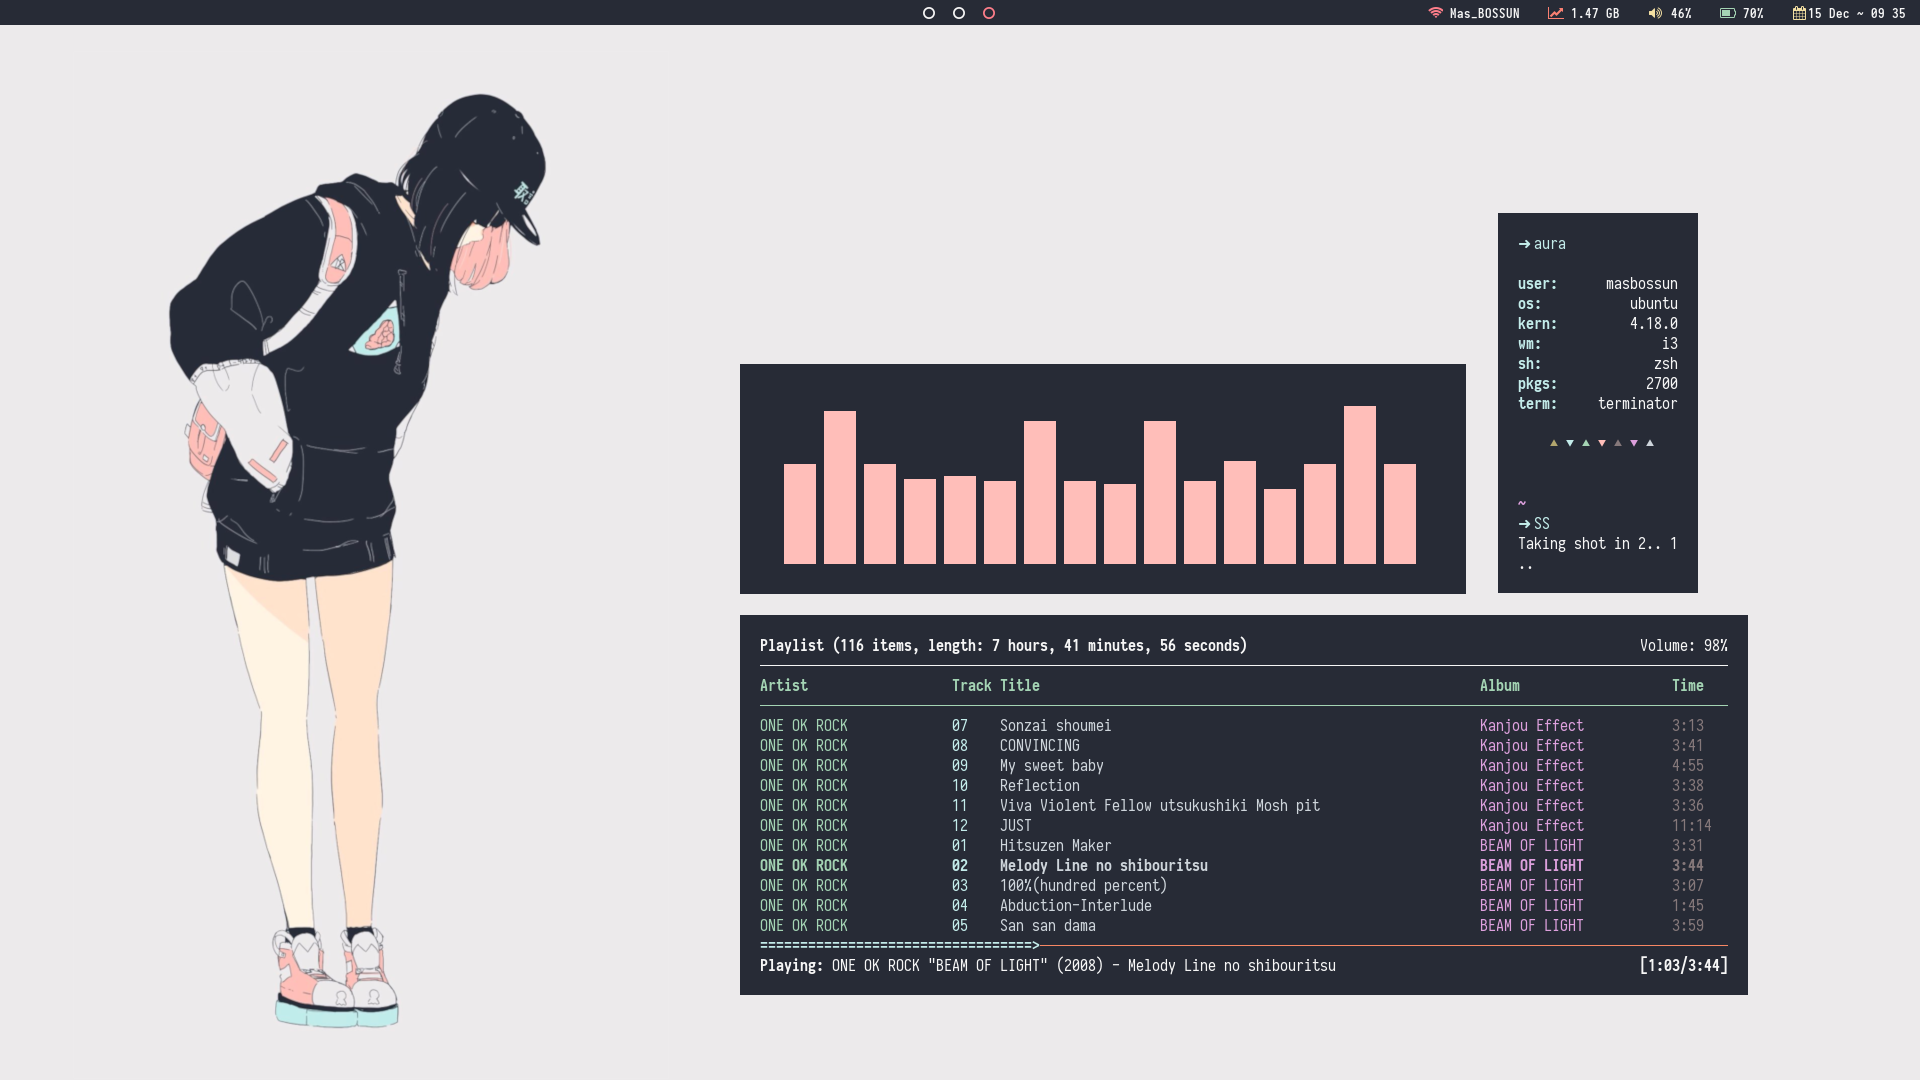 Mas_BOSSUN 1.47 GB 46% 70% 15 Dec ~ 09 35
➜ aura
user: masbossun
os: ubuntu
kern: 4.18.0
wm: i3
sh: zsh
pkgs: 2700
term: terminator
~
➜ SS
Taking shot in 2.. 1
..
Playlist (116 items, length: 7 hours, 41 minutes, 56 seconds) Volume: 98%
Artist Track Title Album Time
ONE OK ROCK 07 Sonzai shoumei Kanjou Effect 3:13
ONE OK ROCK 08 CONVINCING Kanjou Effect 3:41
ONE OK ROCK 09 My sweet baby Kanjou Effect 4:55
ONE OK ROCK 10 Reflection Kanjou Effect 3:38
ONE OK ROCK 11 Viva Violent Fellow utsukushiki Mosh pit Kanjou Effect 3:36
ONE OK ROCK 12 JUST Kanjou Effect 11:14
ONE OK ROCK 01 Hitsuzen Maker BEAM OF LIGHT 3:31
ONE OK ROCK 02 Melody Line no shibouritsu BEAM OF LIGHT 3:44
ONE OK ROCK 03 100%(hundred percent) BEAM OF LIGHT 3:07
ONE OK ROCK 04 Abduction-Interlude BEAM OF LIGHT 1:45
ONE OK ROCK 05 San san dama BEAM OF LIGHT 3:59
==================================>
Playing: ONE OK ROCK "BEAM OF LIGHT" (2008) - Melody Line no shibouritsu [1:03/3:44]